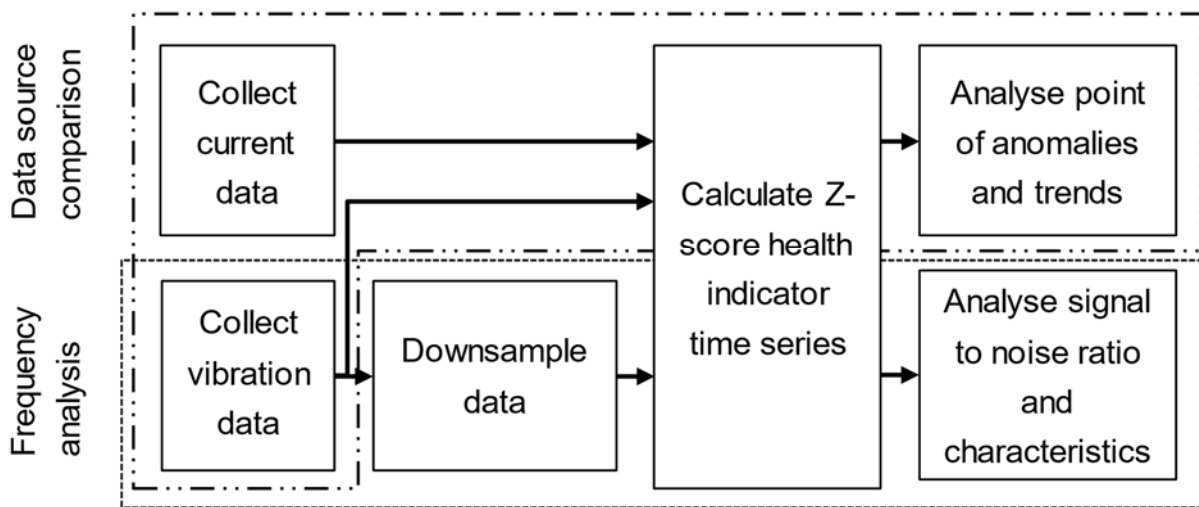 Data source
comparison
Collect
current
data
Calculate Z-
score health
indicator
time series
Analyse point
of anomalies
and trends
Frequency
analysis
Collect
vibration
data
Downsample
data
Analyse signal
to noise ratio
and
characteristics